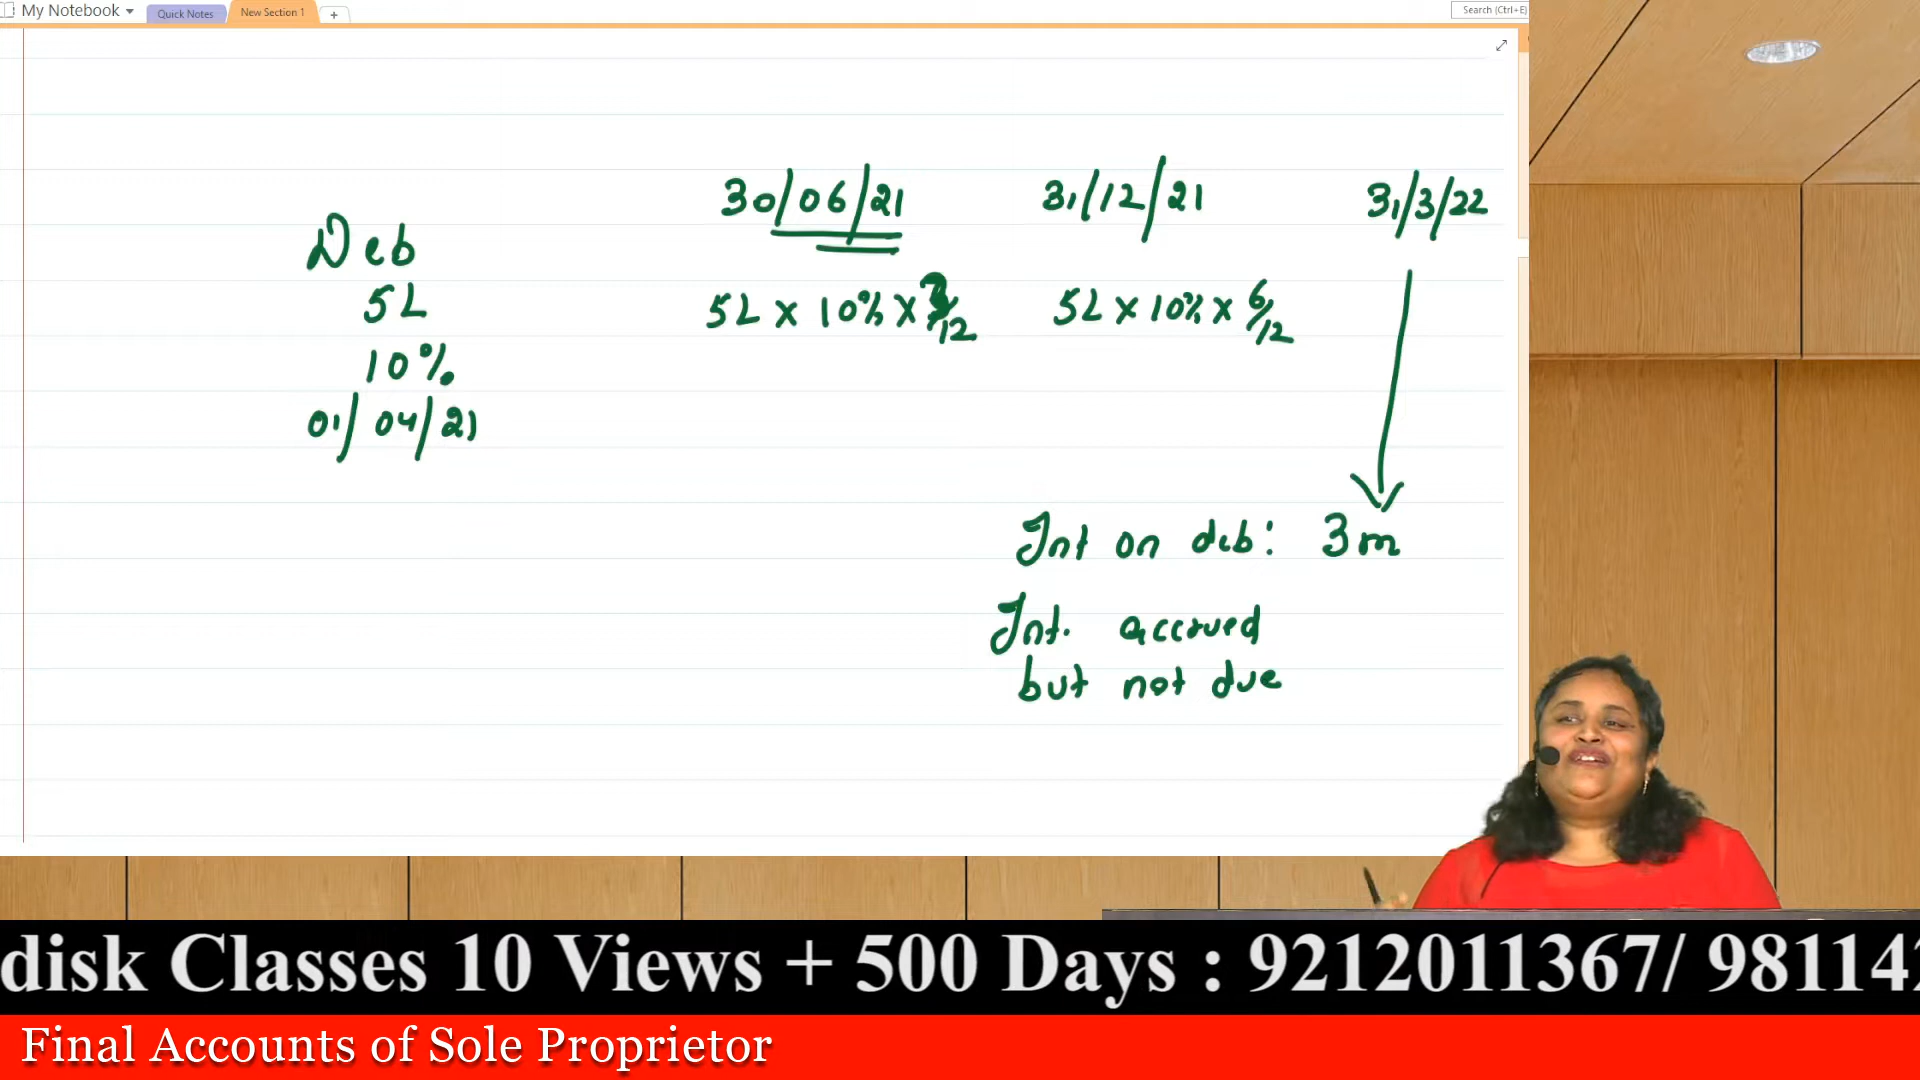 My Notebook
Quick Notes
New Section 1
+
Search (Ctrl+E)
Deb
5L
10%
01/04/21
30/06/21
5L x 10% x 3/12
31/12/21
5L x 10% x 6/12
31/3/22
Int on deb: 3m
Int. accrued
but not due
disk Classes 10 Views + 500 Days : 9212011367/ 98114
Final Accounts of Sole Proprietor